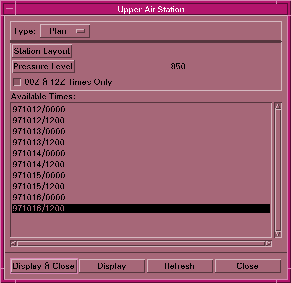 Upper Air Station
Type: Plan
Station Layout
Pressure Level 850
00Z & 12Z Times Only
Available Times:
971012/0000
971012/1200
971013/0000
971013/1200
971014/0000
971014/1200
971015/0000
971015/1200
971016/0000
971016/1200
Display & Close Display Refresh Close